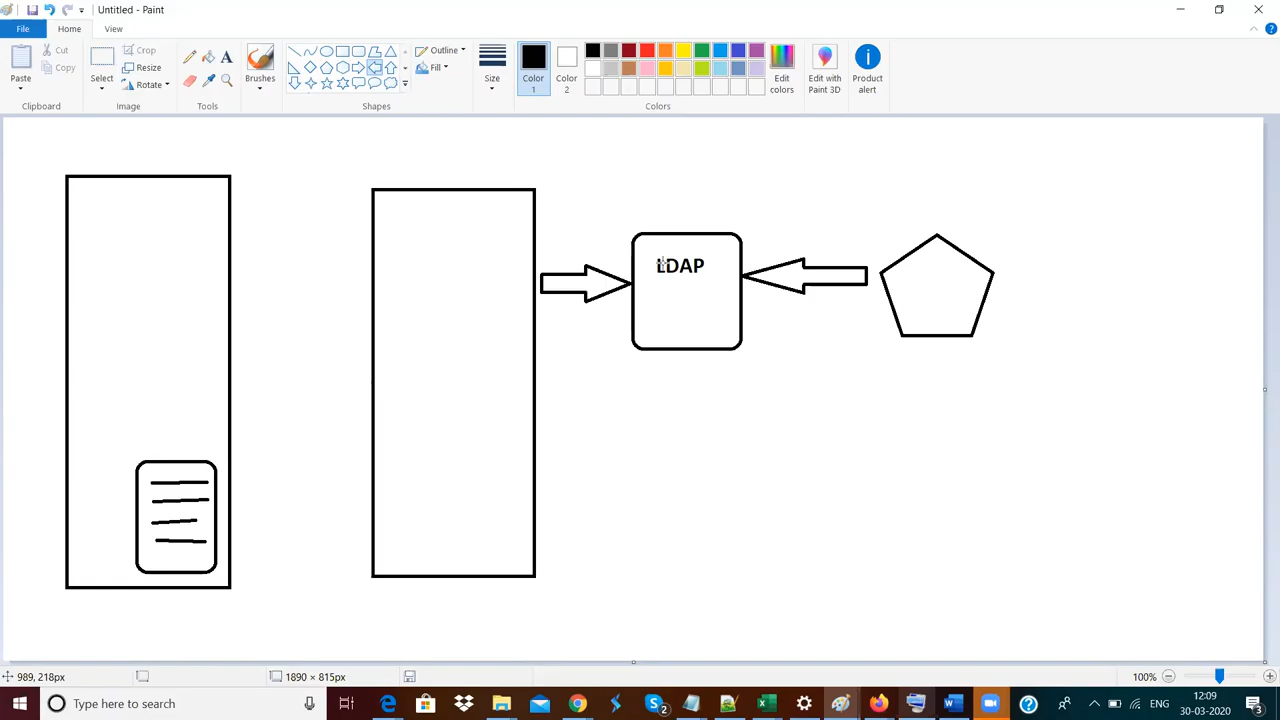 Untitled - Paint
File
Home
View
Paste
Cut
Copy
Clipboard
Select
Crop
Resize
Rotate
Image
A
Tools
Brushes
Shapes
Outline
Fill
Size
Color
1
Color
2
Edit
colors
Colors
Edit with
Paint 3D
Product
alert
LDAP
989, 218px
1890 × 815px
100%
Type here to search
2
ENG
12:09
30-03-2020
3